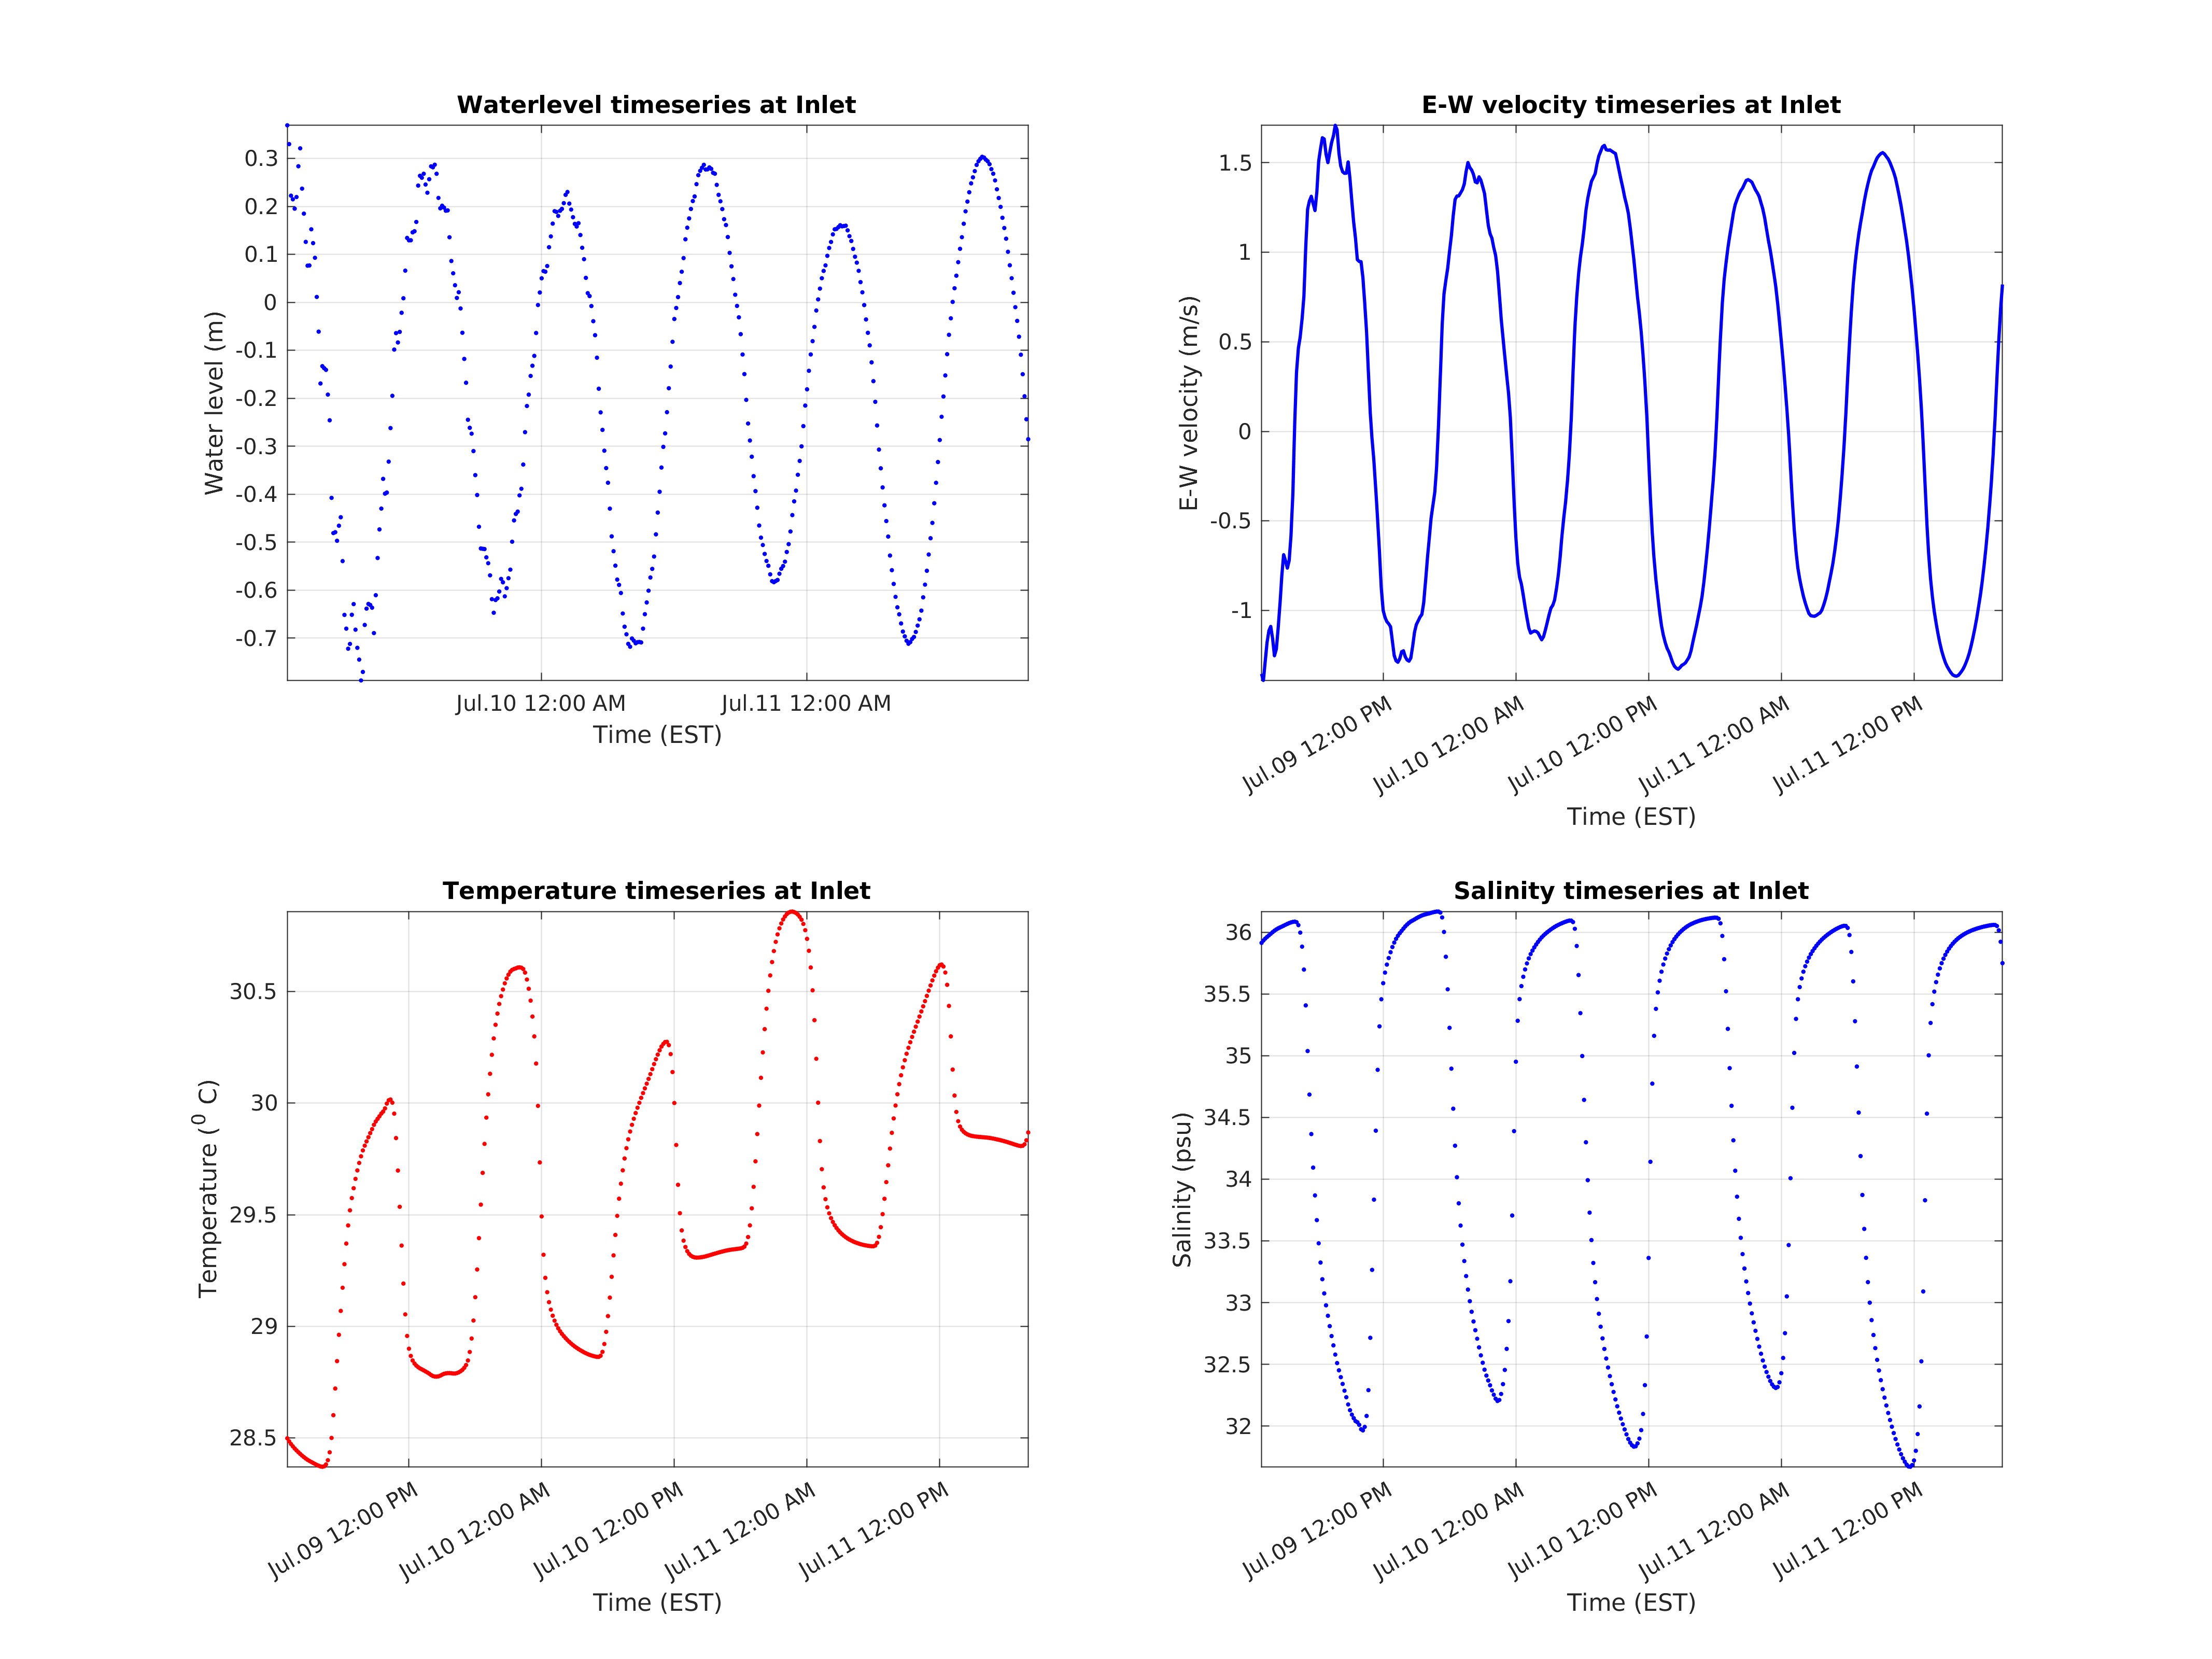 Waterlevel timeseries at Inlet
0.3
0.2
0.1
0
-0.1
-0.2
-0.3
-0.4
-0.5
-0.6
-0.7
Water level (m)
Jul.10 12:00 AM
Jul.11 12:00 AM
Time (EST)
E-W velocity timeseries at Inlet
1.5
1
0.5
0
-0.5
-1
E-W velocity (m/s)
Jul.09 12:00 PM
Jul.10 12:00 AM
Jul.10 12:00 PM
Jul.11 12:00 AM
Jul.11 12:00 PM
Time (EST)
Temperature timeseries at Inlet
30.5
30
29.5
29
28.5
Temperature (⁰ C)
Jul.09 12:00 PM
Jul.10 12:00 AM
Jul.10 12:00 PM
Jul.11 12:00 AM
Jul.11 12:00 PM
Time (EST)
Salinity timeseries at Inlet
36
35.5
35
34.5
34
33.5
33
32.5
32
Salinity (psu)
Jul.09 12:00 PM
Jul.10 12:00 AM
Jul.10 12:00 PM
Jul.11 12:00 AM
Jul.11 12:00 PM
Time (EST)